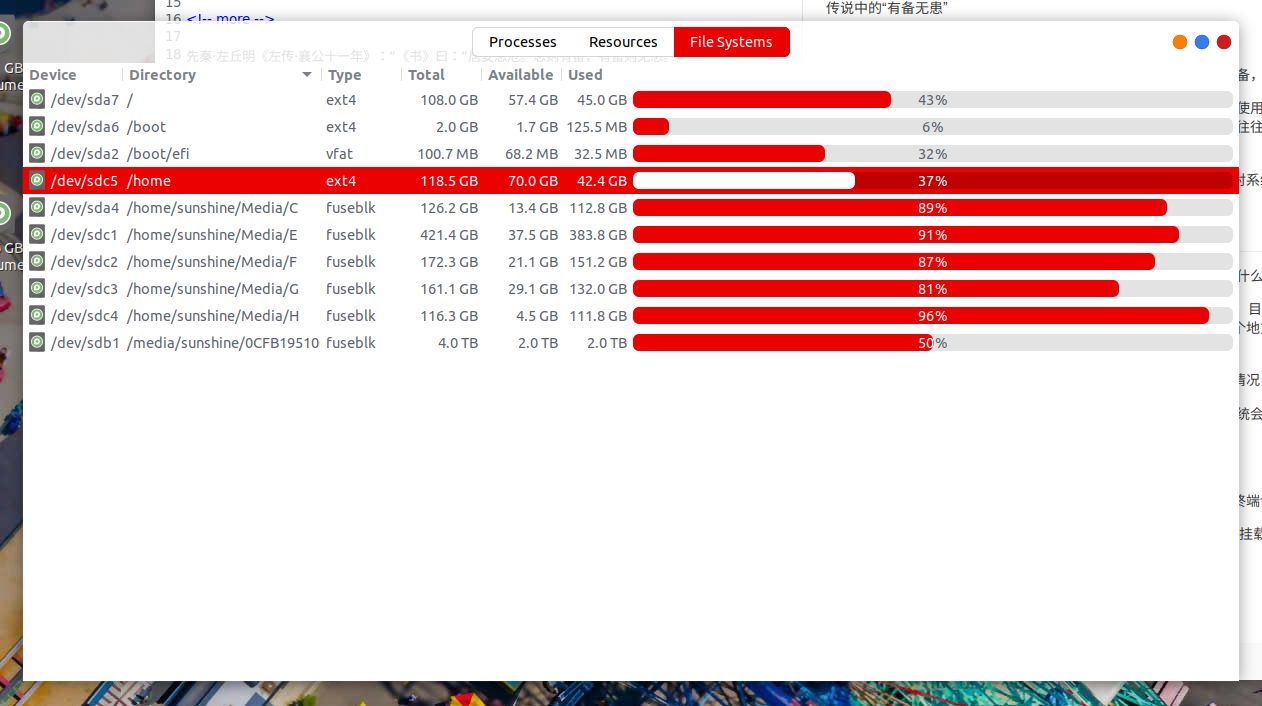 15
传说中的“有备无患”
16 <!-- more -->
17
Processes Resources File Systems
18 先秦·左丘明《左传·襄公十一年》：“《书》曰：“居安思危。”思则有备，有备则无患。
GB
ume
Device Directory Type Total Available Used
备，
/dev/sda7 / ext4 108.0 GB 57.4 GB 45.0 GB 43%
使用
/dev/sda6 /boot ext4 2.0 GB 1.7 GB 125.5 MB 6%
往往
/dev/sda2 /boot/efi vfat 100.7 MB 68.2 MB 32.5 MB 32%
/dev/sdc5 /home ext4 118.5 GB 70.0 GB 42.4 GB 37%
时系统
/dev/sda4 /home/sunshine/Media/C fuseblk 126.2 GB 13.4 GB 112.8 GB 89%
/dev/sdc1 /home/sunshine/Media/E fuseblk 421.4 GB 37.5 GB 383.8 GB 91%
GB
ume
/dev/sdc2 /home/sunshine/Media/F fuseblk 172.3 GB 21.1 GB 151.2 GB 87%
什么
/dev/sdc3 /home/sunshine/Media/G fuseblk 161.1 GB 29.1 GB 132.0 GB 81%
目
/dev/sdc4 /home/sunshine/Media/H fuseblk 116.3 GB 4.5 GB 111.8 GB 96%
个地
/dev/sdb1 /media/sunshine/0CFB19510 fuseblk 4.0 TB 2.0 TB 2.0 TB 50%
情况
统会
终端
挂载